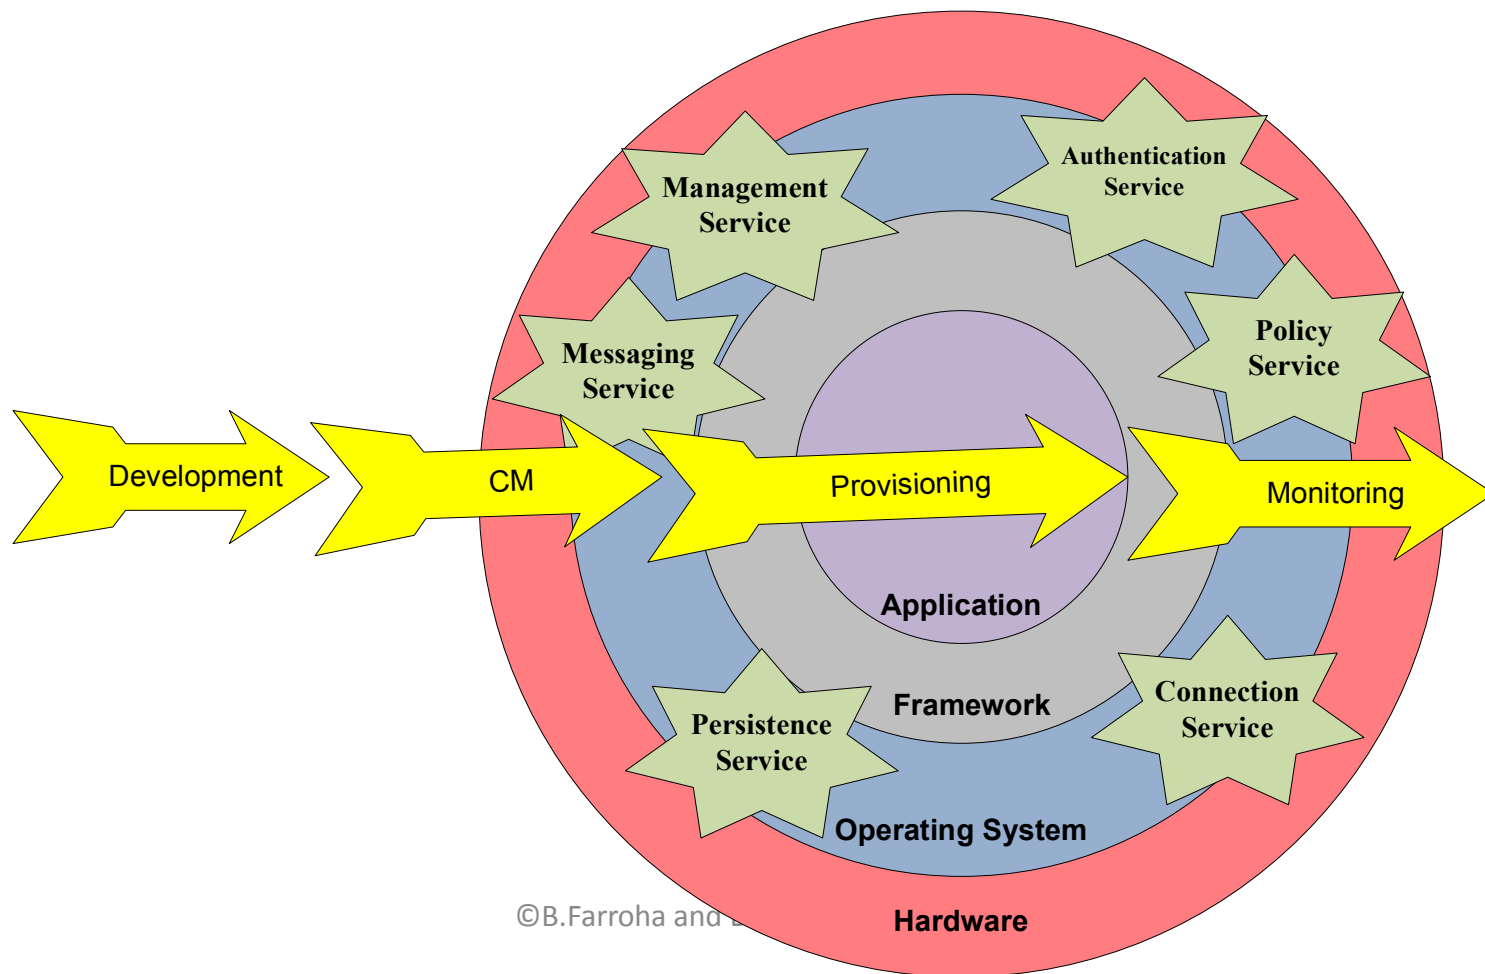 Authentication
Service
Management
Service
Policy
Service
Messaging
Service
Development
CM
Provisioning
Monitoring
Application
Framework
Connection
Service
Persistence
Service
Operating System
Hardware
©B.Farroha and